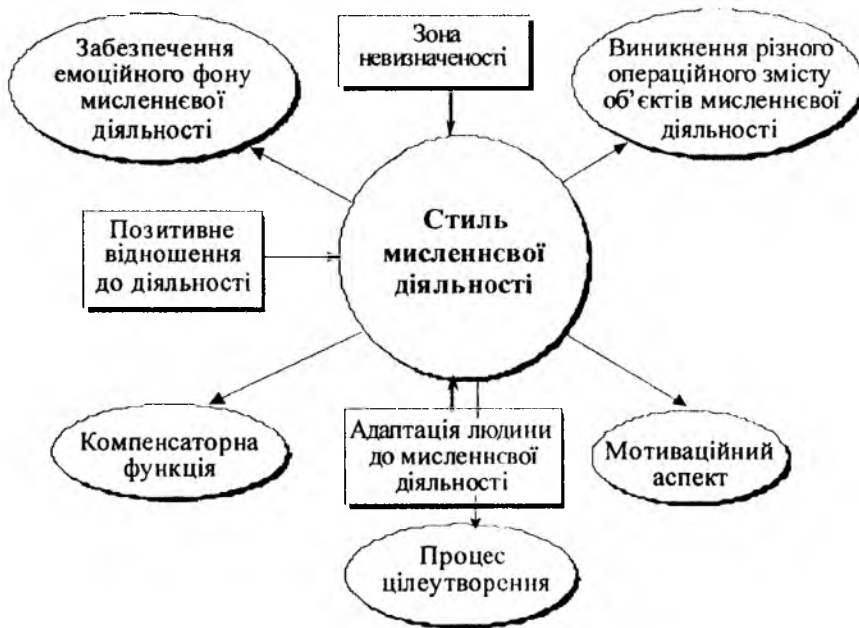 Забезпечення
емоційного фону
мисленнєвої
діяльності
Зона
невизначеності
Виникнення різного
операційного змісту
об’єктів мисленнєвої
діяльності
Позитивне
відношення
до діяльності
Стиль
мисленнєвої
діяльності
Компенсаторна
функція
Адаптація людини
до мисленнєвої
діяльності
Мотиваційний
аспект
Процес
цілеутворення